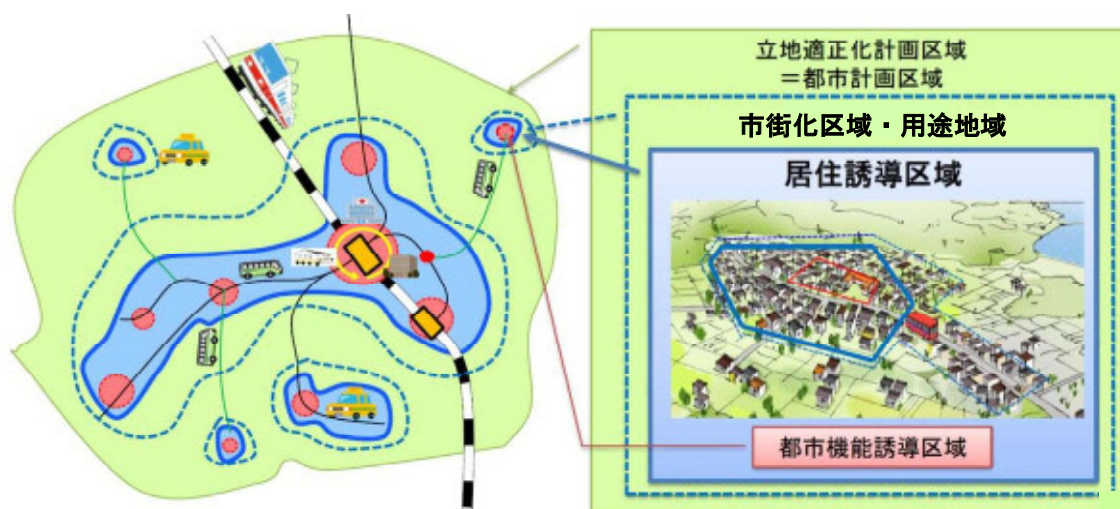 立地適正化計画区域
＝都市計画区域
市街化区域・用途地域
居住誘導区域
都市機能誘導区域